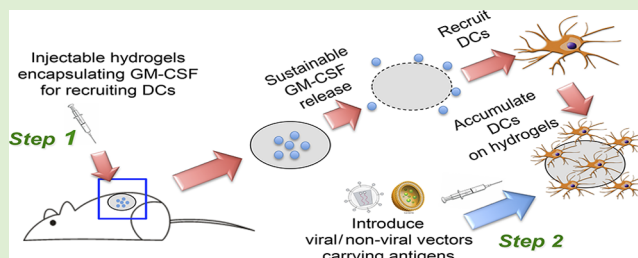 Injectable hydrogels
encapsulating GM-CSF
for recruiting DCs
Step 1
Sustainable
GM-CSF
release
Recruit
DCs
Accumulate
DCs
on hydrogels
Introduce
viral/non-viral vectors
carrying antigens
Step 2